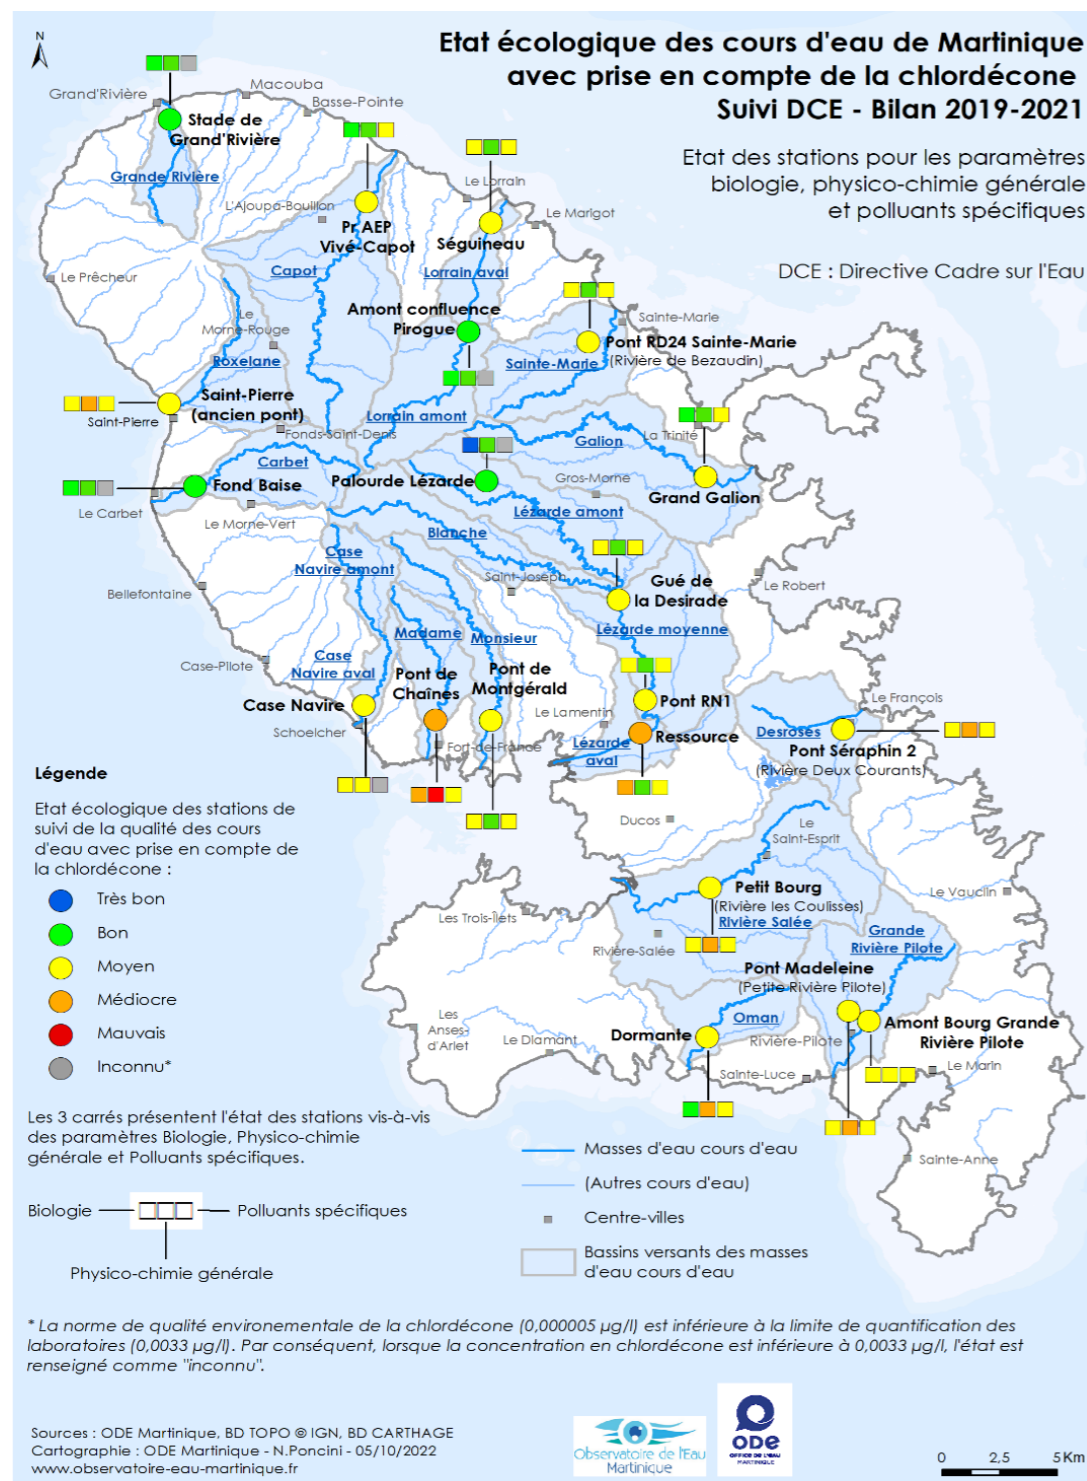 Etat écologique des cours d'eau de Martinique
avec prise en compte de la chlordécone
Suivi DCE - Bilan 2019-2021
Etat des stations pour les paramètres
biologie, physico-chimie générale
et polluants spécifiques
DCE : Directive Cadre sur l'Eau
N
Grand'Rivière
Macouba
Basse-Pointe
Stade de
Grand'Rivière
Grande Rivière
Le Lorrain
L'Ajoupa-Bouillon
Le Marigot
Pr AEP
Vivé-Capot
Séguineau
Capot
Lorrain aval
Le Prêcheur
Amont confluence
Pirogue
Le
Morne-Rouge
Sainte-Marie
Pont RD24 Sainte-Marie
(Rivière de Bezaudin)
Roxelane
Sainte-Marie
Saint-Pierre
(ancien pont)
Saint-Pierre
Lorrain amont
Fonds-Saint-Denis
La Trinité
Galion
Carbet
Fond Baise
Palourde Lézarde
Gros-Morne
Grand Galion
Le Carbet
Le Morne-Vert
Lézarde amont
Blanche
Case
Navire amont
Saint-Joseph
Gué de
la Desirade
Le Robert
Bellefontaine
Lézarde moyenne
Madame
Monsieur
Case
Navire aval
Case-Pilote
Pont de
Chaînes
Pont de
Montgérald
Case Navire
Pont RN1
Le François
Le Lamentin
Schoelcher
Fort-de-France
Lézarde
aval
Ressource
Desroses
Pont Séraphin 2
(Rivière Deux Courants)
Ducos
Le
Saint-Esprit
Petit Bourg
(Rivière les Coulisses)
Rivière Salée
Le Vauclin
Les Trois-Îlets
Rivière-Salée
Grande
Rivière Pilote
Pont Madeleine
(Petite Rivière Pilote)
Les
Anses-
d'Arlet
Le Diamant
Oman
Dormante
Rivière-Pilote
Amont Bourg Grande
Rivière Pilote
Sainte-Luce
Le Marin
Sainte-Anne
Légende
Etat écologique des stations de
suivi de la qualité des cours
d'eau avec prise en compte de
la chlordécone :
Très bon
Bon
Moyen
Médiocre
Mauvais
Inconnu*
Les 3 carrés présentent l'état des stations vis-à-vis
des paramètres Biologie, Physico-chimie
générale et Polluants spécifiques.
Biologie
Polluants spécifiques
Physico-chimie générale
Masses d'eau cours d'eau
(Autres cours d'eau)
Centre-villes
Bassins versants des masses
d'eau cours d'eau
* La norme de qualité environementale de la chlordécone (0,000005 µg/l) est inférieure à la limite de quantification des
laboratoires (0,0033 µg/l). Par conséquent, lorsque la concentration en chlordécone est inférieure à 0,0033 µg/l, l'état est
renseigné comme "inconnu".
Sources : ODE Martinique, BD TOPO © IGN, BD CARTHAGE
Cartographie : ODE Martinique - N.Poncini - 05/10/2022
www.observatoire-eau-martinique.fr
Observatoire de l'Eau
Martinique
ODE
OFFICE DE L'EAU
MARTINIQUE
0 2,5 5 Km